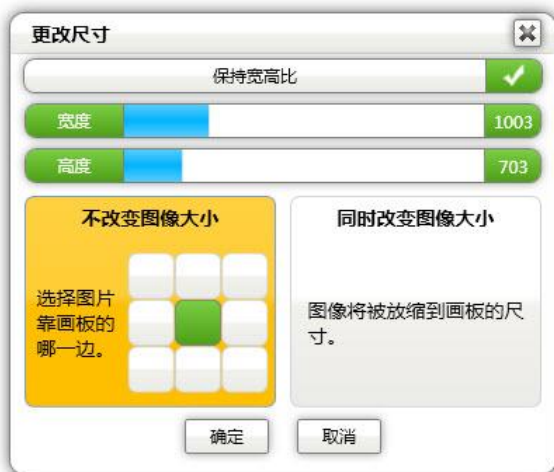 更改尺寸
保持宽高比
宽度 1003
高度 703
不改变图像大小
选择图片
靠画板的
哪一边。
同时改变图像大小
图像将被放缩到画板的尺
寸。
确定 取消